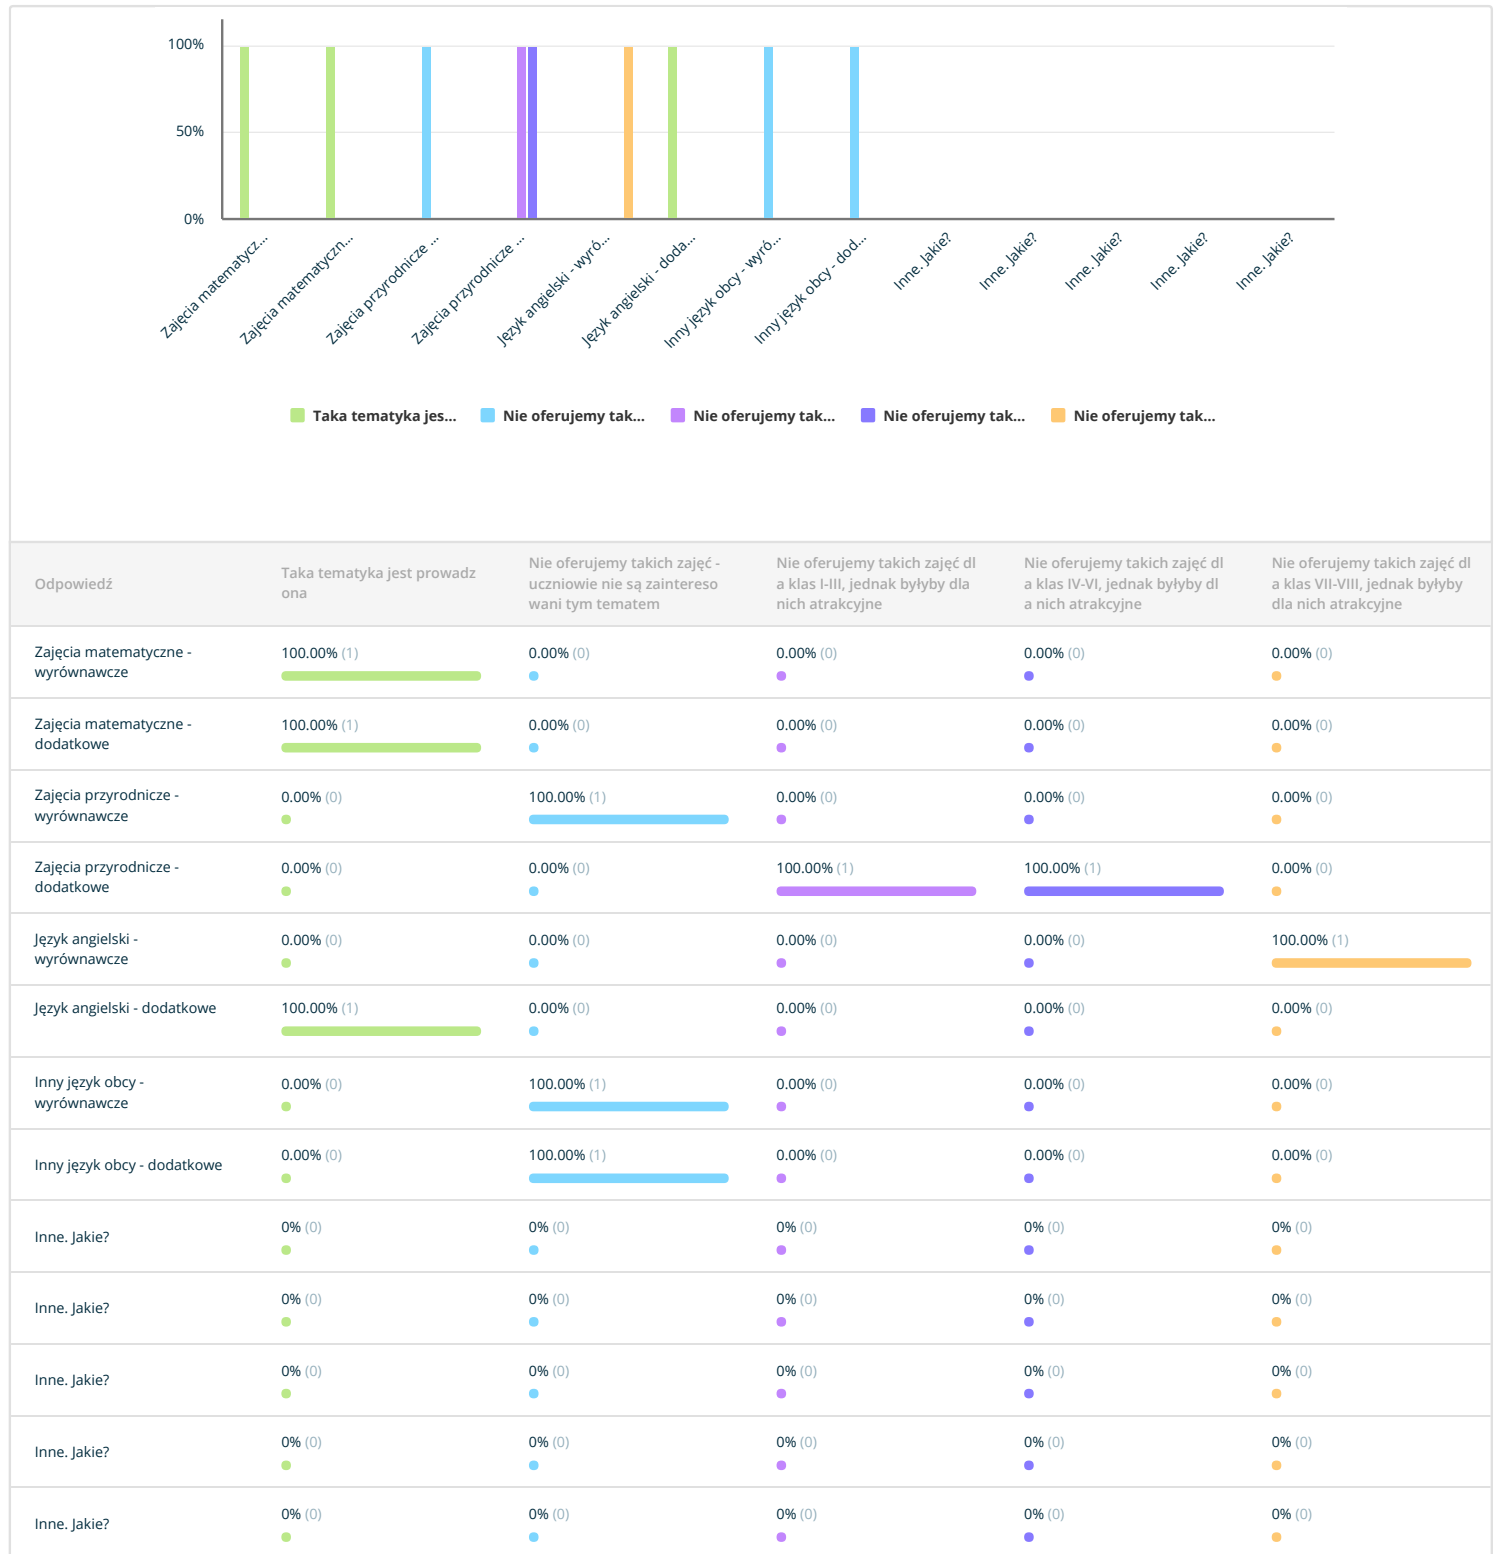 100%
50%
0%
Zajęcia matematycz...
Zajęcia matematyczn...
Zajęcia przyrodnicze ...
Zajęcia przyrodnicze ...
Język angielski - wyró...
Język angielski - doda...
Inny język obcy - wyró...
Inny język obcy - dod...
Inne. Jakie?
Inne. Jakie?
Inne. Jakie?
Inne. Jakie?
Inne. Jakie?
Taka tematyka jes... Nie oferujemy tak... Nie oferujemy tak... Nie oferujemy tak... Nie oferujemy tak...
Odpowiedź
Taka tematyka jest prowadz
ona
Nie oferujemy takich zajęć -
uczniowie nie są zaintereso
wani tym tematem
Nie oferujemy takich zajęć dl
a klas I-III, jednak byłyby dla
nich atrakcyjne
Nie oferujemy takich zajęć dl
a klas IV-VI, jednak byłyby dl
a nich atrakcyjne
Nie oferujemy takich zajęć dl
a klas VII-VIII, jednak byłyby
dla nich atrakcyjne
Zajęcia matematyczne -
wyrównawcze
100.00% (1) 0.00% (0) 0.00% (0) 0.00% (0) 0.00% (0)
Zajęcia matematyczne -
dodatkowe
100.00% (1) 0.00% (0) 0.00% (0) 0.00% (0) 0.00% (0)
Zajęcia przyrodnicze -
wyrównawcze
0.00% (0) 100.00% (1) 0.00% (0) 0.00% (0) 0.00% (0)
Zajęcia przyrodnicze -
dodatkowe
0.00% (0) 0.00% (0) 100.00% (1) 100.00% (1) 0.00% (0)
Język angielski -
wyrównawcze
0.00% (0) 0.00% (0) 0.00% (0) 0.00% (0) 100.00% (1)
Język angielski - dodatkowe
100.00% (1) 0.00% (0) 0.00% (0) 0.00% (0) 0.00% (0)
Inny język obcy -
wyrównawcze
0.00% (0) 100.00% (1) 0.00% (0) 0.00% (0) 0.00% (0)
Inny język obcy - dodatkowe
0.00% (0) 100.00% (1) 0.00% (0) 0.00% (0) 0.00% (0)
Inne. Jakie?
0% (0) 0% (0) 0% (0) 0% (0) 0% (0)
Inne. Jakie?
0% (0) 0% (0) 0% (0) 0% (0) 0% (0)
Inne. Jakie?
0% (0) 0% (0) 0% (0) 0% (0) 0% (0)
Inne. Jakie?
0% (0) 0% (0) 0% (0) 0% (0) 0% (0)
Inne. Jakie?
0% (0) 0% (0) 0% (0) 0% (0) 0% (0)